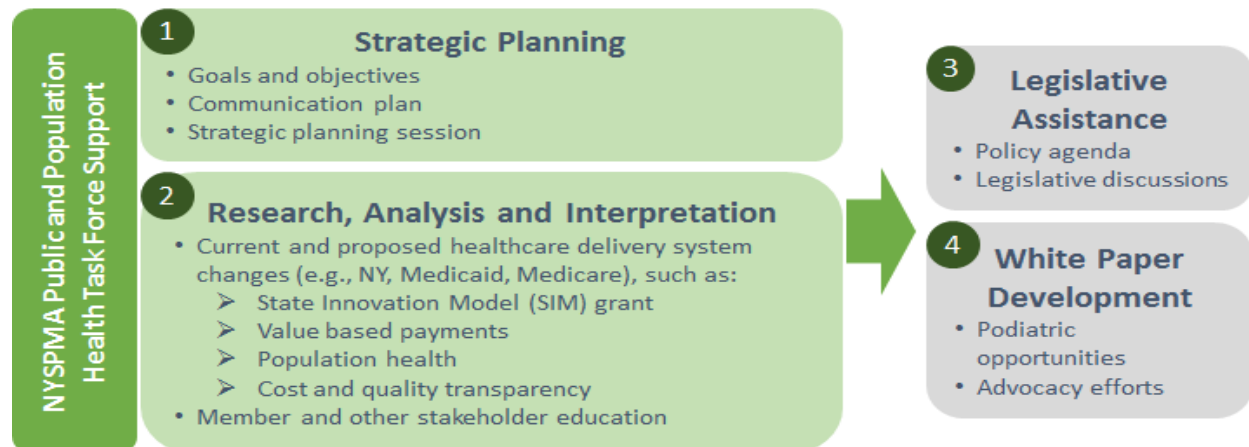 NYSPMA Public and Population
Health Task Force Support
1
Strategic Planning
• Goals and objectives
• Communication plan
• Strategic planning session
2
Research, Analysis and Interpretation
• Current and proposed healthcare delivery system
changes (e.g., NY, Medicaid, Medicare), such as:
➢ State Innovation Model (SIM) grant
➢ Value based payments
➢ Population health
➢ Cost and quality transparency
• Member and other stakeholder education
3
Legislative
Assistance
• Policy agenda
• Legislative discussions
4
White Paper
Development
• Podiatric
opportunities
• Advocacy efforts